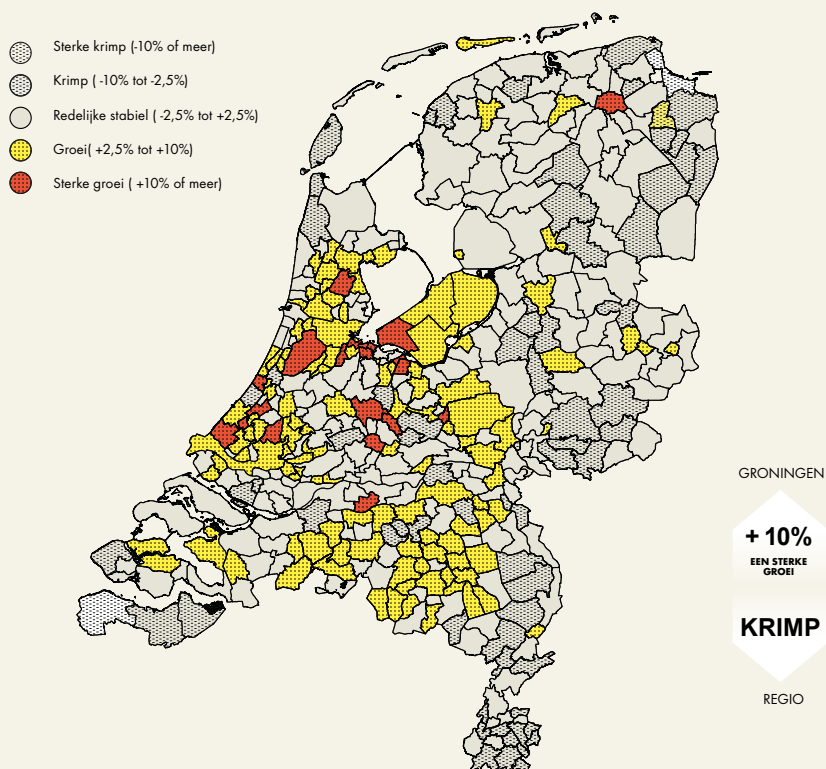 Sterke krimp (-10% of meer)
Krimp ( -10% tot -2,5%)
Redelijke stabiel ( -2,5% tot +2,5%)
Groei( +2,5% tot +10%)
Sterke groei ( +10% of meer)
GRONINGEN
+ 10%
EEN STERKE
GROEI
KRIMP
REGIO